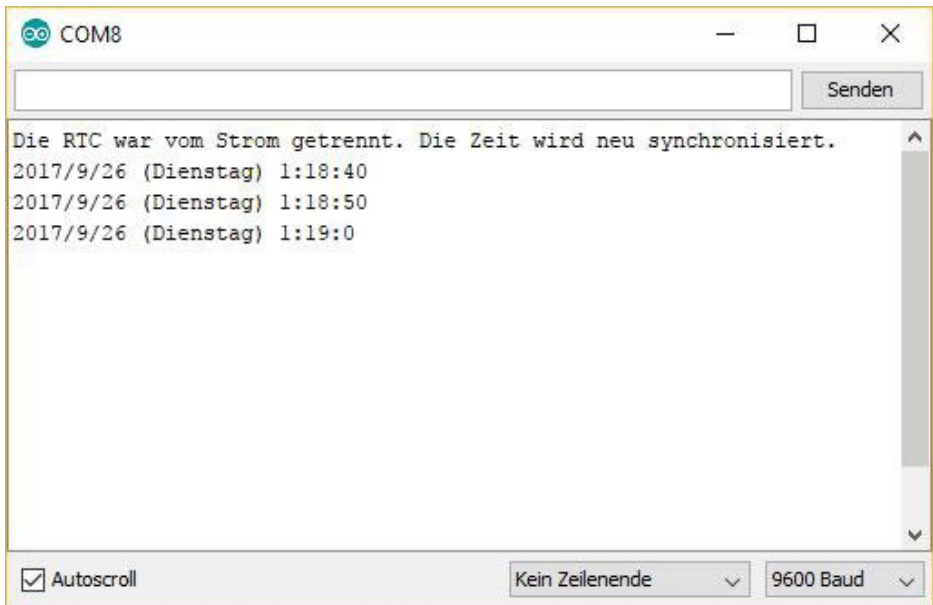 COM8
Senden
Die RTC war vom Strom getrennt. Die Zeit wird neu synchronisiert.
2017/9/26 (Dienstag) 1:18:40
2017/9/26 (Dienstag) 1:18:50
2017/9/26 (Dienstag) 1:19:0
Autoscroll
Kein Zeilenende
9600 Baud